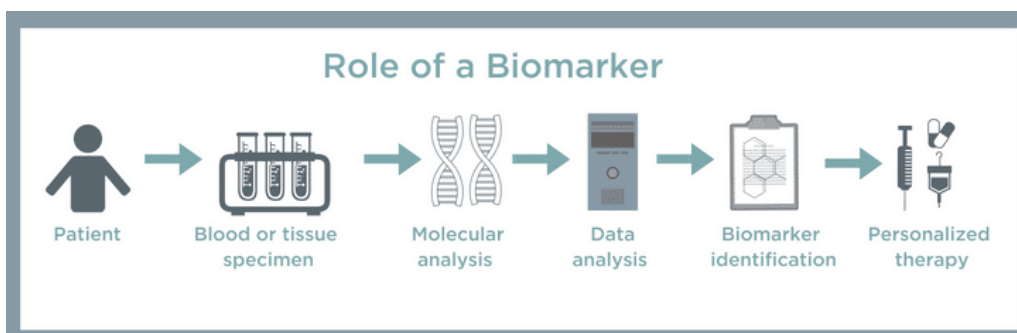 Role of a Biomarker
Patient
Blood or tissue
specimen
Molecular
analysis
Data
analysis
Biomarker
identification
Personalized
therapy